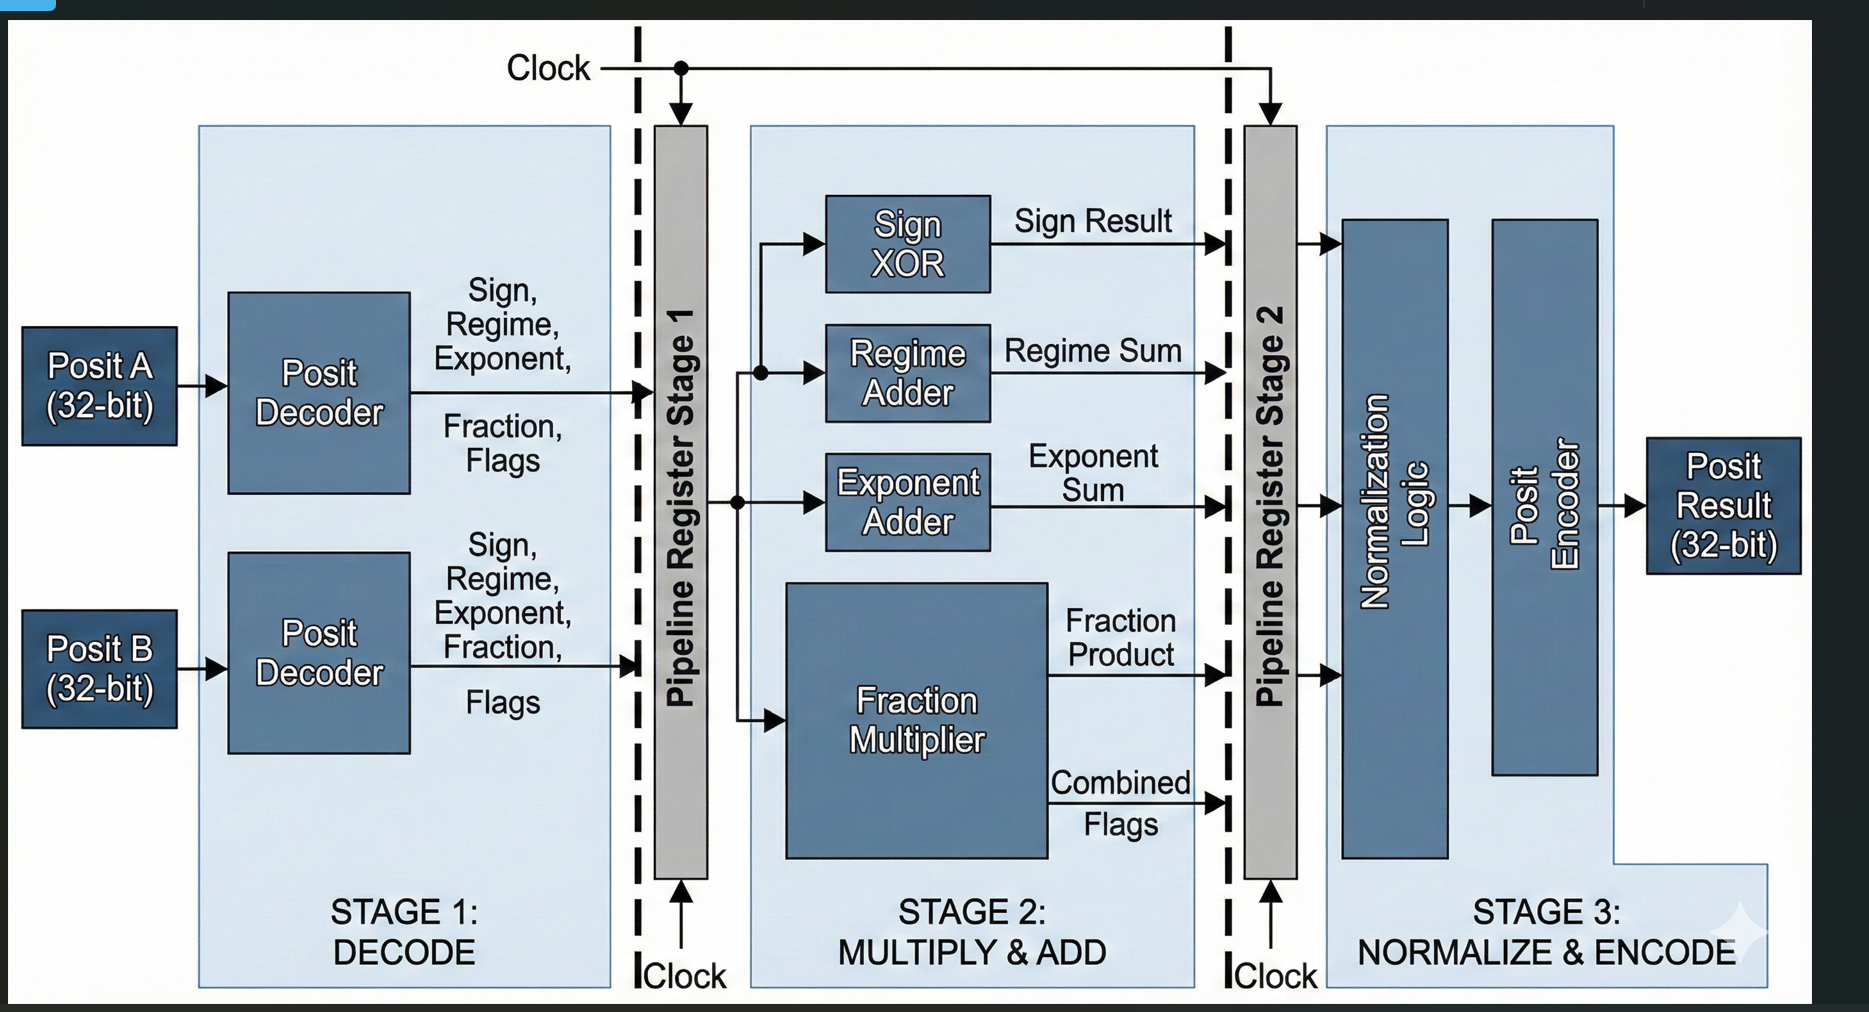 Clock
Posit A
(32-bit)
Posit B
(32-bit)
Posit
Decoder
Sign,
Regime,
Exponent,
Fraction,
Flags
Posit
Decoder
Sign,
Regime,
Exponent,
Fraction,
Flags
STAGE 1:
DECODE
Pipeline Register Stage 1
Clock
Sign
XOR
Sign Result
Regime
Adder
Regime Sum
Exponent
Adder
Exponent
Sum
Fraction
Multiplier
Fraction
Product
Combined
Flags
STAGE 2:
MULTIPLY & ADD
Pipeline Register Stage 2
Clock
Normalization
Logic
Posit
Encoder
STAGE 3:
NORMALIZE & ENCODE
Posit
Result
(32-bit)